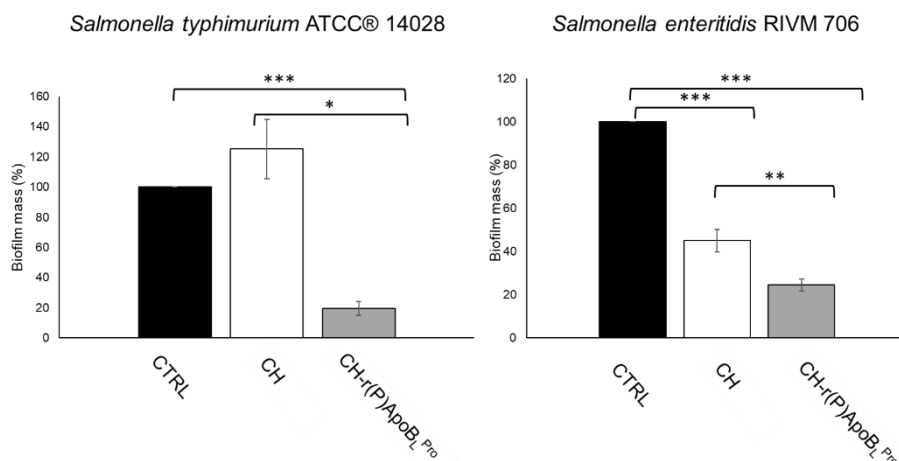 Salmonella typhimurium ATCC® 14028
***
*
160
140
120
100
80
60
40
20
0
Biofilm mass (%)
CTRL
CH
CH-r(P)ApoBL Pro
Salmonella enteritidis RIVM 706
***
***
**
120
100
80
60
40
20
0
Biofilm mass (%)
CTRL
CH
CH-r(P)ApoBL Pro